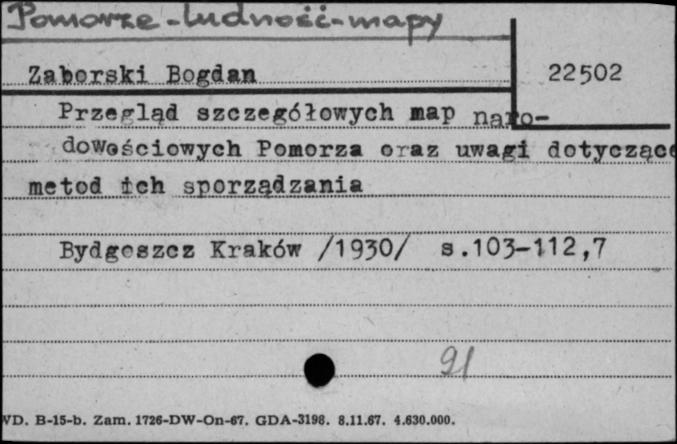 Pomorze-ludność-mapy
Zaborski Bogdan
22502
Przegląd szczegółowych map naro-
dowościowych Pomorza oraz uwagi dotyczące
metod ich sporządzania
Bydgoszcz Kraków /1930/ s.103-112,7
91
WD. B-15-b. Zam. 1726-DW-On-67. GDA-3198. 8.11.67. 4.630.000.